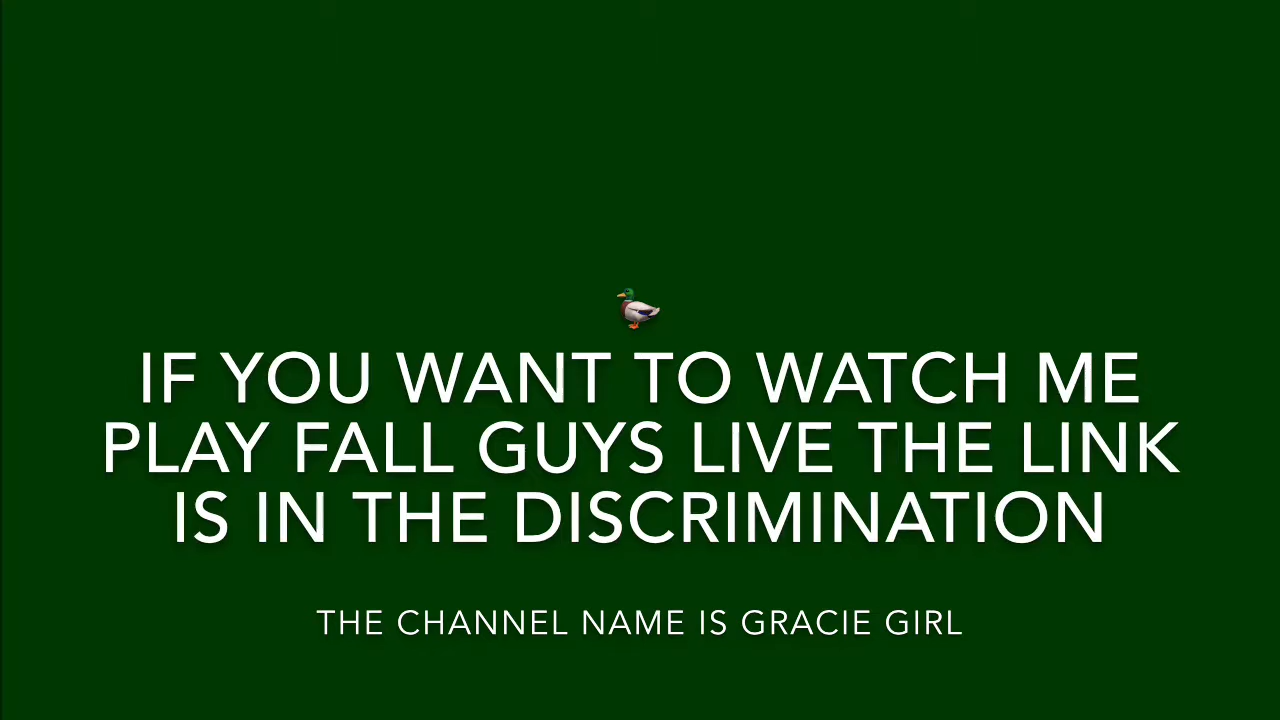 IF YOU WANT TO WATCH ME
PLAY FALL GUYS LIVE THE LINK
IS IN THE DISCRIMINATION
THE CHANNEL NAME IS GRACIE GIRL